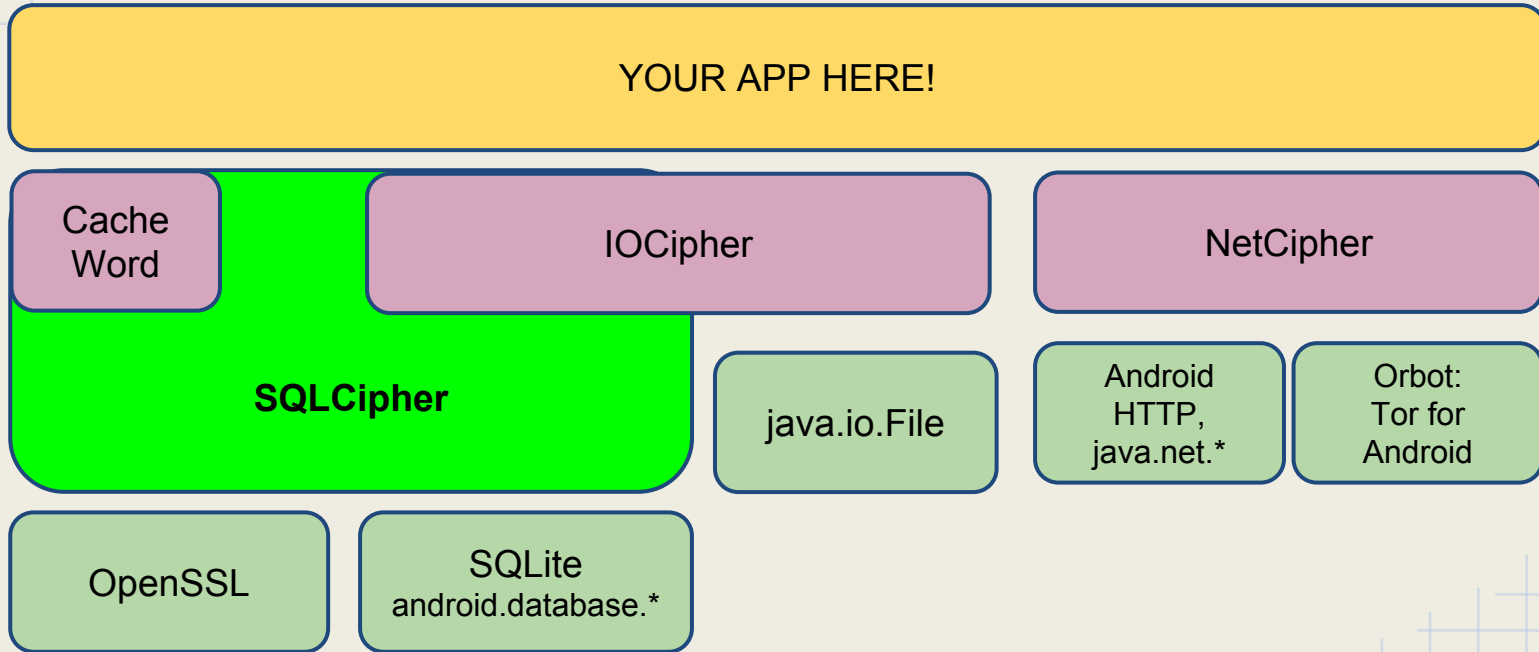 YOUR APP HERE!
Cache
Word
IOCipher
NetCipher
SQLCipher
java.io.File
Android
HTTP,
java.net.*
Orbot:
Tor for
Android
OpenSSL
SQLite
android.database.*